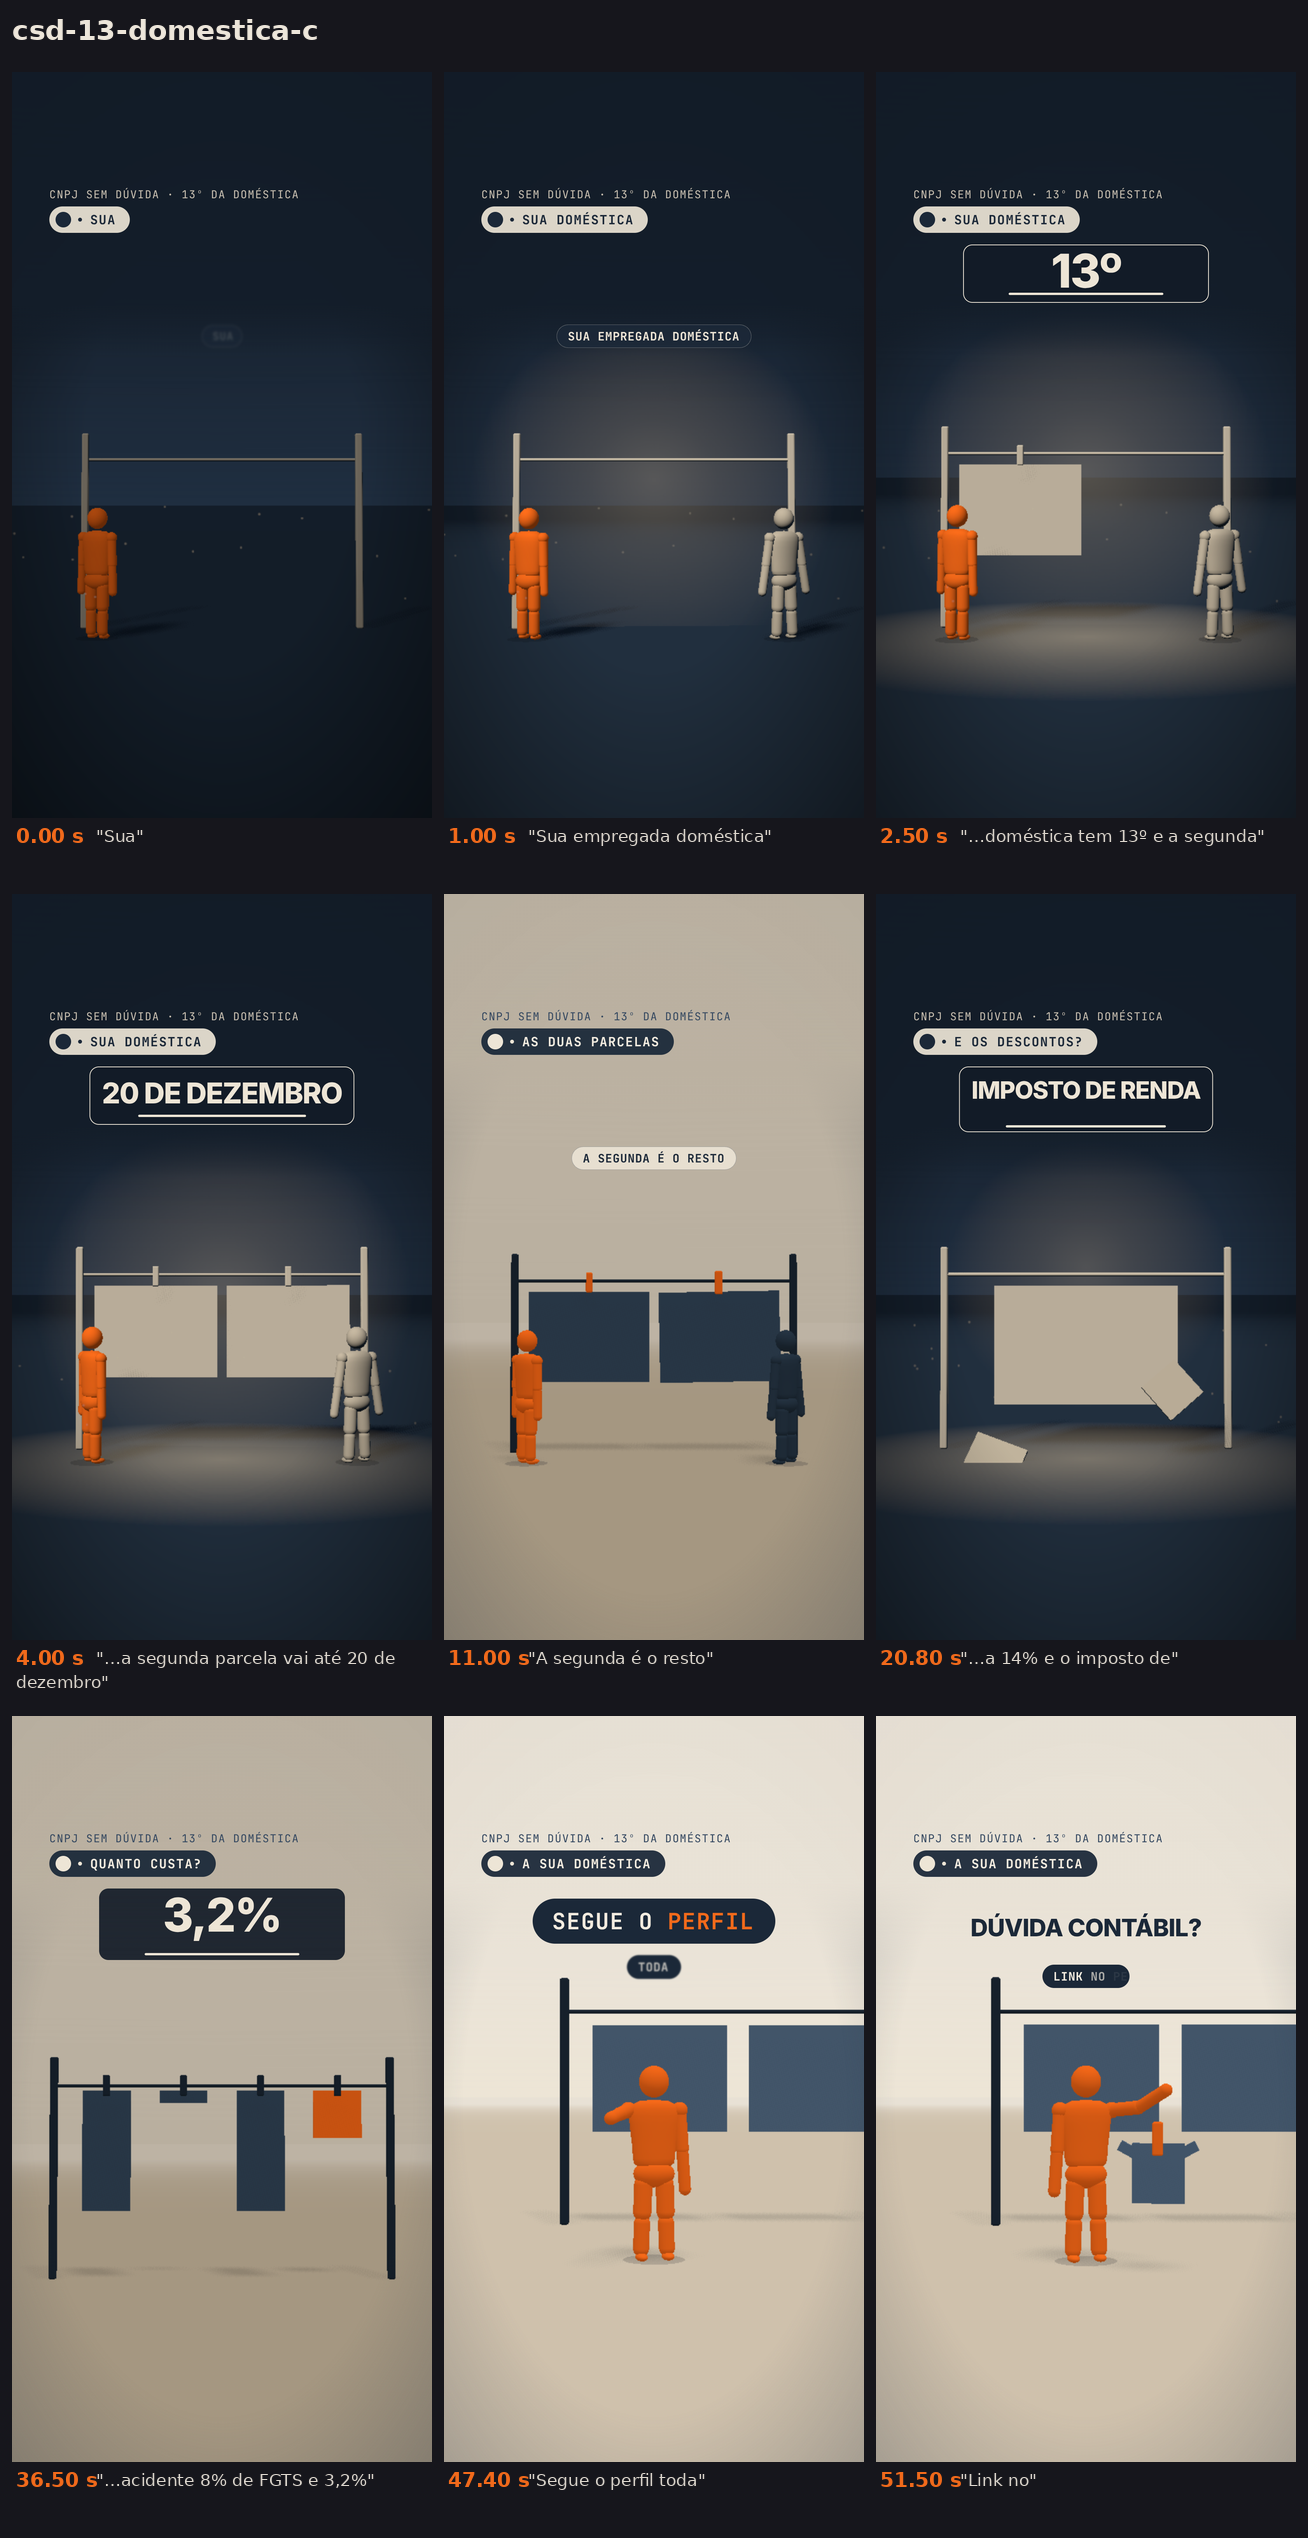 csd-13-domestica-c
CNPJ SEM DÚVIDA · 13° DA DOMÉSTICA
• SUA
SUA
0.00 s "Sua"
CNPJ SEM DÚVIDA · 13° DA DOMÉSTICA
• SUA DOMÉSTICA
SUA EMPREGADA DOMÉSTICA
1.00 s "Sua empregada doméstica"
CNPJ SEM DÚVIDA · 13° DA DOMÉSTICA
• SUA DOMÉSTICA
13º
2.50 s "...doméstica tem 13º e a segunda"
CNPJ SEM DÚVIDA · 13° DA DOMÉSTICA
• SUA DOMÉSTICA
20 DE DEZEMBRO
4.00 s "...a segunda parcela vai até 20 de
dezembro"
CNPJ SEM DÚVIDA · 13° DA DOMÉSTICA
• AS DUAS PARCELAS
A SEGUNDA É O RESTO
11.00 s "A segunda é o resto"
CNPJ SEM DÚVIDA · 13° DA DOMÉSTICA
• E OS DESCONTOS?
IMPOSTO DE RENDA
20.80 s "...a 14% e o imposto de"
CNPJ SEM DÚVIDA · 13° DA DOMÉSTICA
• QUANTO CUSTA?
3,2%
36.50 s "...acidente 8% de FGTS e 3,2%"
CNPJ SEM DÚVIDA · 13° DA DOMÉSTICA
• A SUA DOMÉSTICA
SEGUE O PERFIL
TODA
47.40 s "Segue o perfil toda"
CNPJ SEM DÚVIDA · 13° DA DOMÉSTICA
• A SUA DOMÉSTICA
DÚVIDA CONTÁBIL?
LINK NO
51.50 s "Link no"